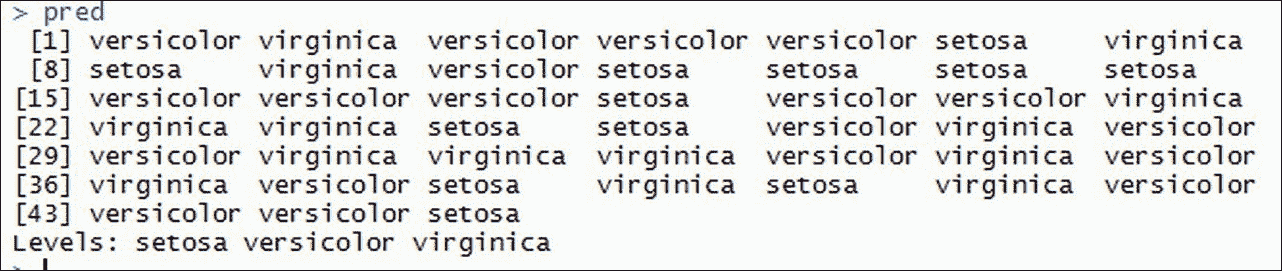 > pred
 [1] versicolor virginica  versicolor versicolor versicolor setosa     virginica
 [8] setosa     virginica  versicolor setosa     setosa     setosa     setosa
[15] versicolor versicolor versicolor setosa     versicolor versicolor virginica
[22] virginica  virginica  setosa     setosa     versicolor virginica  versicolor
[29] versicolor virginica  virginica  virginica  versicolor virginica  versicolor
[36] virginica  versicolor setosa     virginica  setosa     virginica  versicolor
[43] versicolor versicolor setosa
Levels: setosa versicolor virginica
>